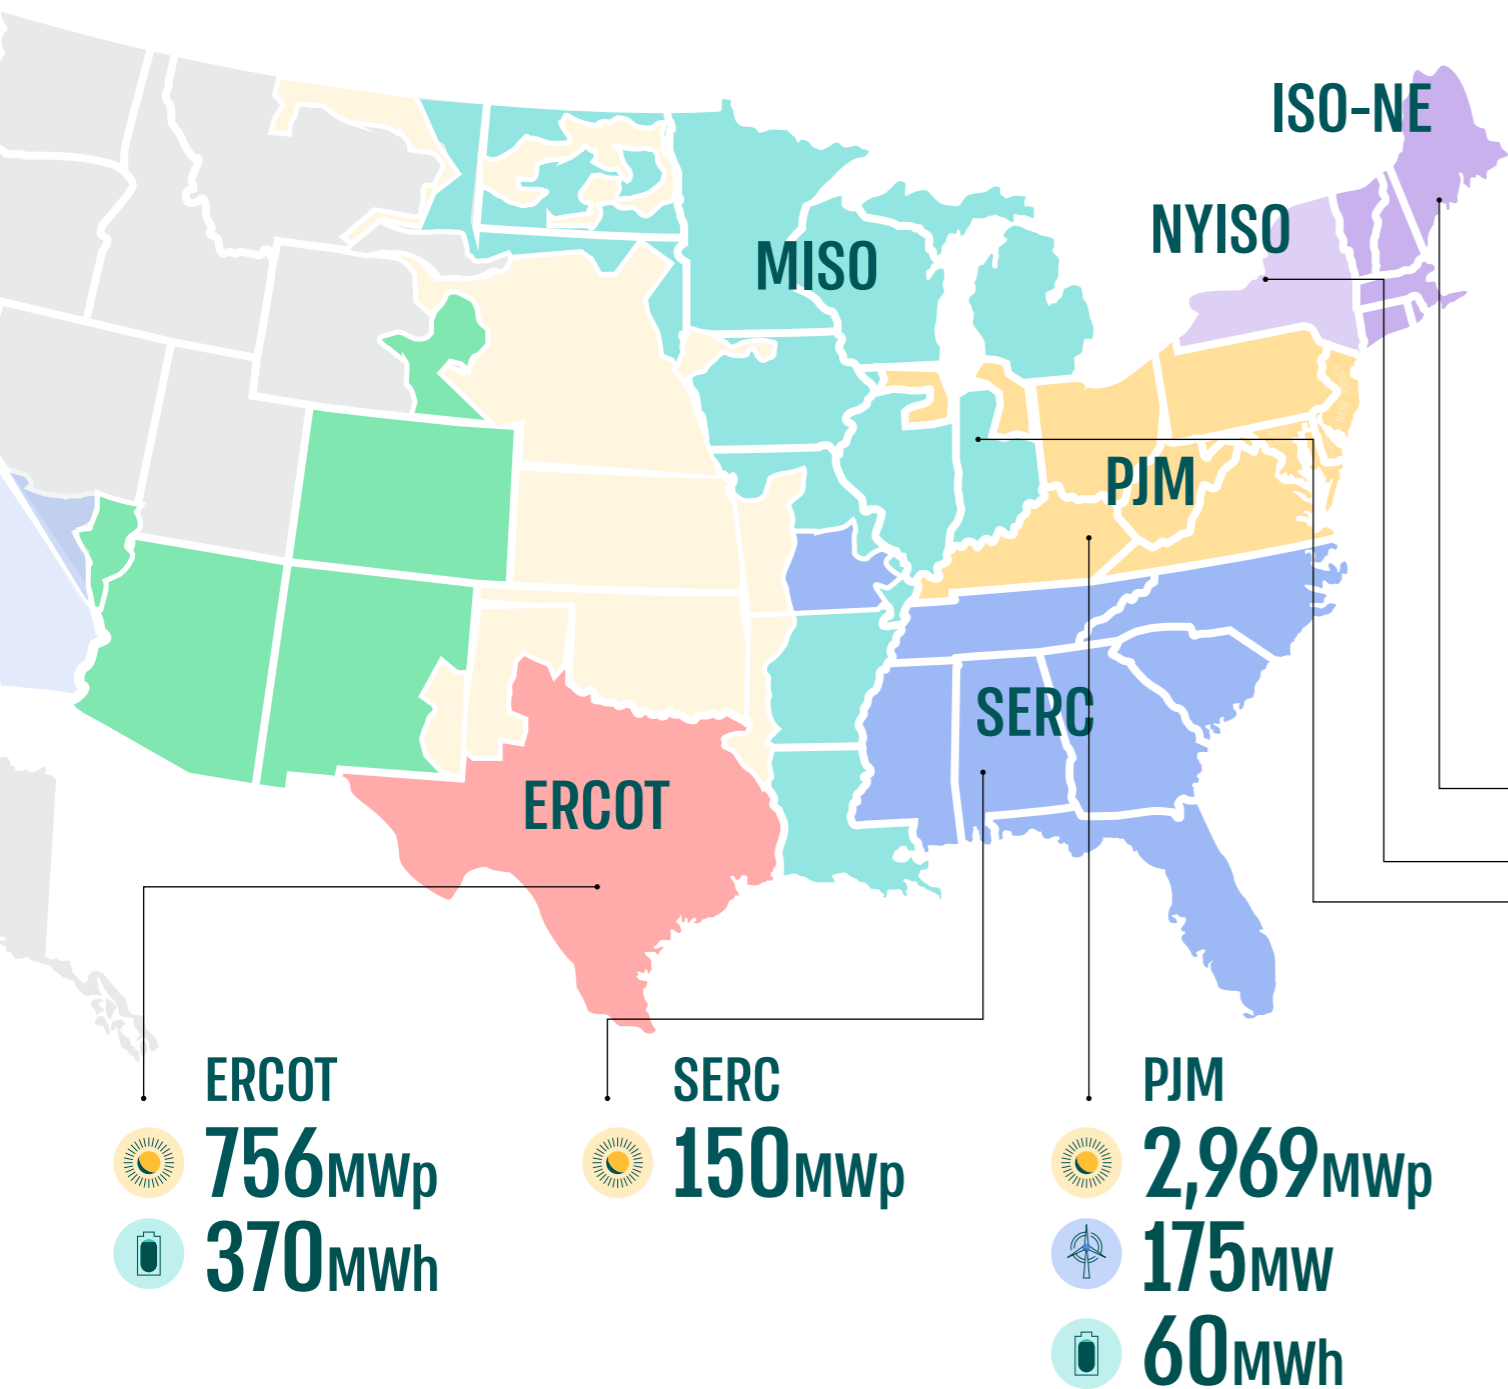 ISO-NE
NYISO
MISO
PJM
SERC
ERCOT
ERCOT
756MWp
370MWh
SERC
150MWp
PJM
2,969MWp
175MW
60MWh